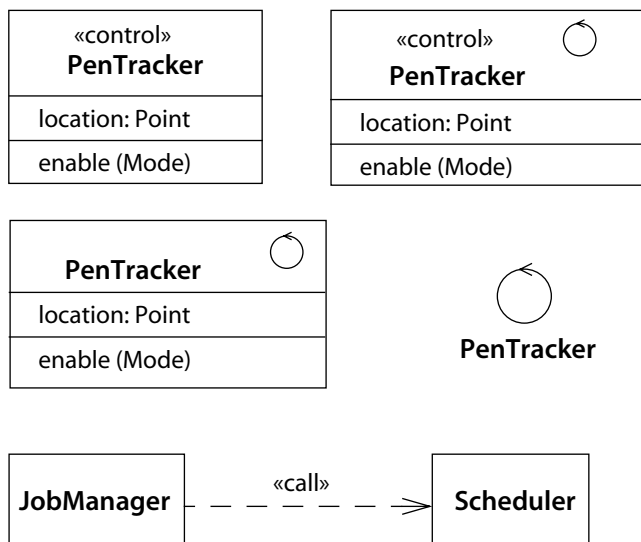 «control»
PenTracker
location: Point
enable (Mode)
«control»
PenTracker
location: Point
enable (Mode)
PenTracker
location: Point
enable (Mode)
PenTracker
JobManager
«call»
Scheduler